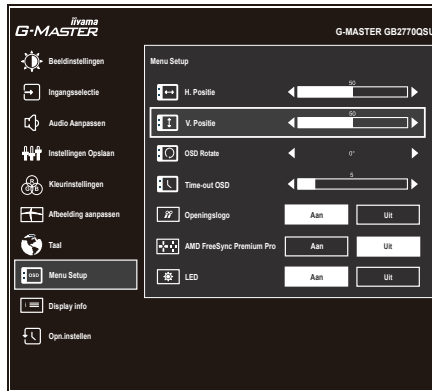 iiyama
G-MASTER
G-MASTER GB2770QSU
Beeldinstellingen
Ingangsselectie
Audio Aanpassen
Instellingen Opslaan
R
G B
Kleurinstellingen
Afbeelding aanpassen
Taal
OSD
Menu Setup
Display info
Opn.instellen
Menu Setup
H. Positie
50
V. Positie
50
OSD Rotate
0°
Time-out OSD
5
Openingslogo
Aan
Uit
AMD FreeSync Premium Pro
Aan
Uit
LED
Aan
Uit